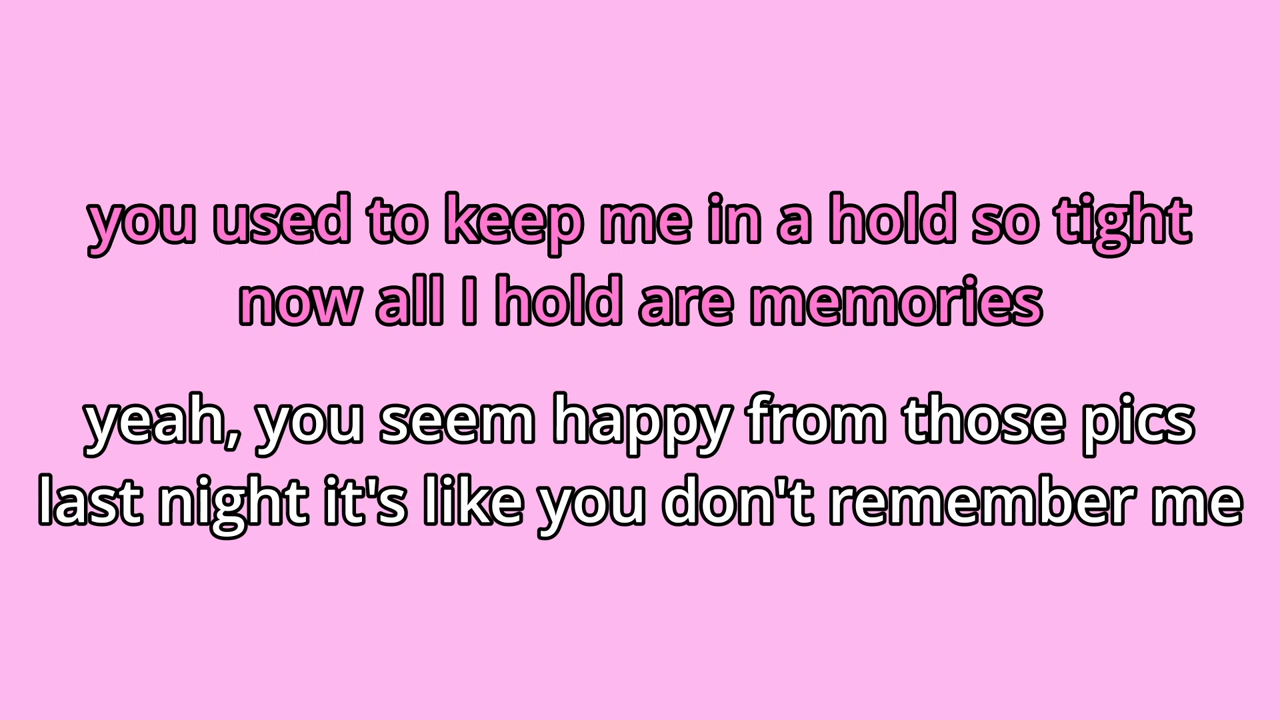 you used to keep me in a hold so tight
now all I hold are memories
yeah, you seem happy from those pics
last night it's like you don't remember me